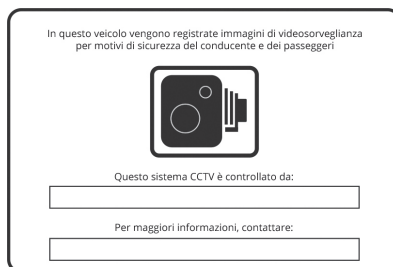 In questo veicolo vengono registrate immagini di videosorveglianza
per motivi di sicurezza del conducente e dei passeggeri
Questo sistema CCTV è controllato da:
Per maggiori informazioni, contattare: